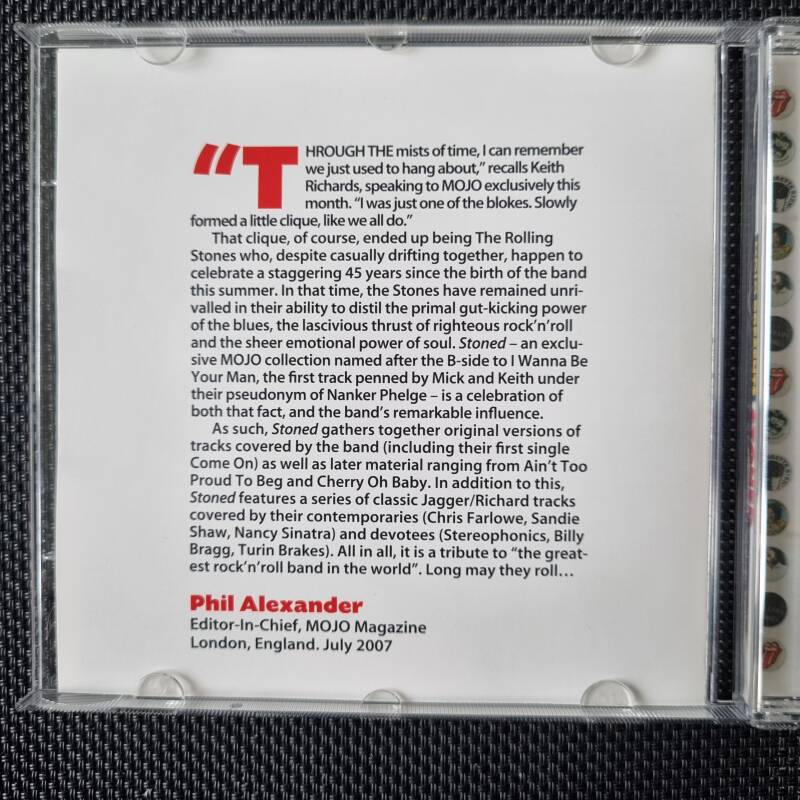 “THROUGH THE mists of time, I can remember
we just used to hang about,” recalls Keith
Richards, speaking to MOJO exclusively this
month. “I was just one of the blokes. Slowly
formed a little clique, like we all do.”
That clique, of course, ended up being The Rolling
Stones who, despite casually drifting together, happen to
celebrate a staggering 45 years since the birth of the band
this summer. In that time, the Stones have remained unri-
valled in their ability to distil the primal gut-kicking power
of the blues, the lascivious thrust of righteous rock’n’roll
and the sheer emotional power of soul. Stoned – an exclu-
sive MOJO collection named after the B-side to I Wanna Be
Your Man, the first track penned by Mick and Keith under
their pseudonym of Nanker Phelge – is a celebration of
both that fact, and the band’s remarkable influence.
As such, Stoned gathers together original versions of
tracks covered by the band (including their first single
Come On) as well as later material ranging from Ain’t Too
Proud To Beg and Cherry Oh Baby. In addition to this,
Stoned features a series of classic Jagger/Richard tracks
covered by their contemporaries (Chris Farlowe, Sandie
Shaw, Nancy Sinatra) and devotees (Stereophonics, Billy
Bragg, Turin Brakes). All in all, it is a tribute to “the great-
est rock’n’roll band in the world”. Long may they roll…
Phil Alexander
Editor-In-Chief, MOJO Magazine
London, England. July 2007